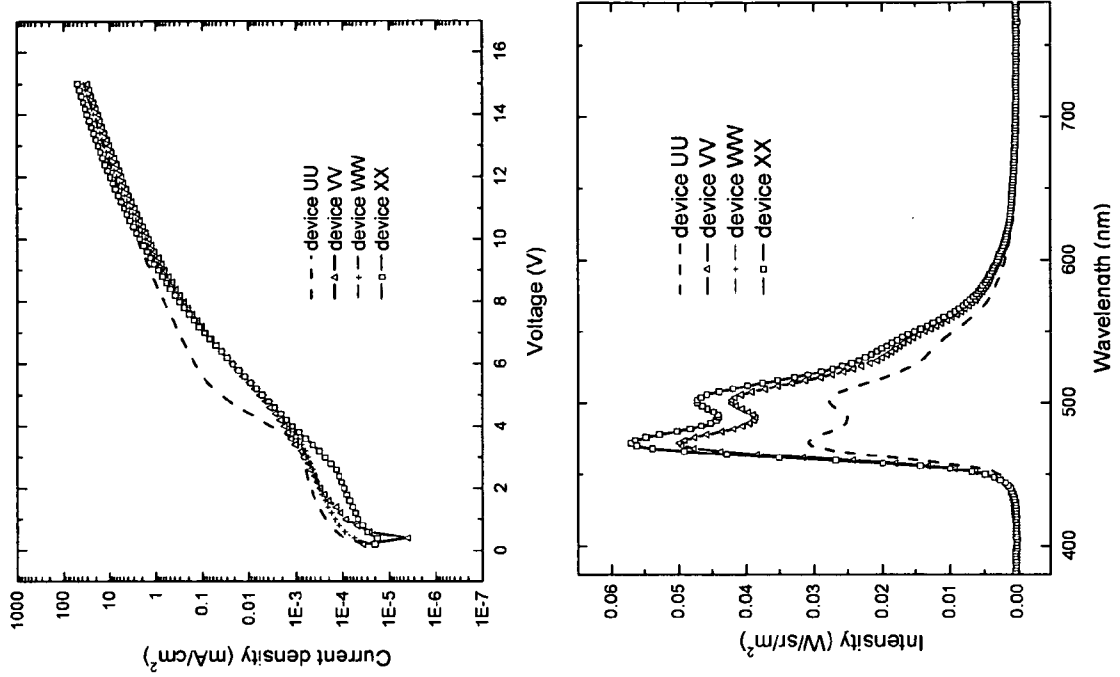 1000
100
10
1
0.1
1E-3
1E-4
1E-5
1E-6
1E-7
Current density (mA/cm²)
0 2 4 6 8 10 12 14 16
Voltage (V)
device UU
device VV
device WW
device XX
0.06
0.05
0.04
0.03
0.02
0.01
0.00
Intensity (W/sr/m²)
400 500 600 700
Wavelength (nm)
device UU
device VV
device WW
device XX